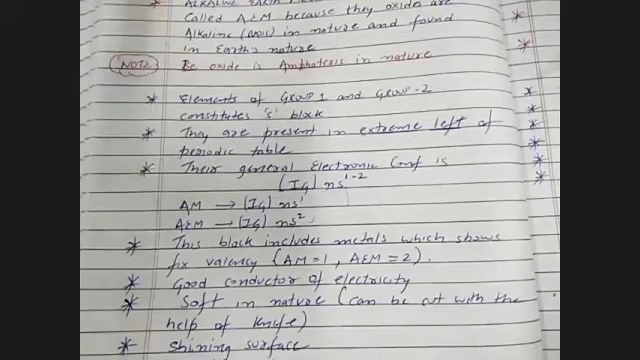 * ALKALINE EARTH
Called AEM because they oxides are
Alkaline (BASIC) in nature and found
in Earth's nature
NOTE Be oxide is Amphoteric in nature
* Elements of GROUP 1 and GROUP-2
constitutes 's' block
* They are present in extreme left of
periodic table
* Their general Electronic Conf is
[IG] ns¹⁻²
AM → [IG] ns¹
AEM → [IG] ns²
* This block includes metals which shows
fix valency (AM=1, AEM=2).
* Good conductor of electricity
* Soft in nature (can be cut with the
help of knife)
* Shining surface